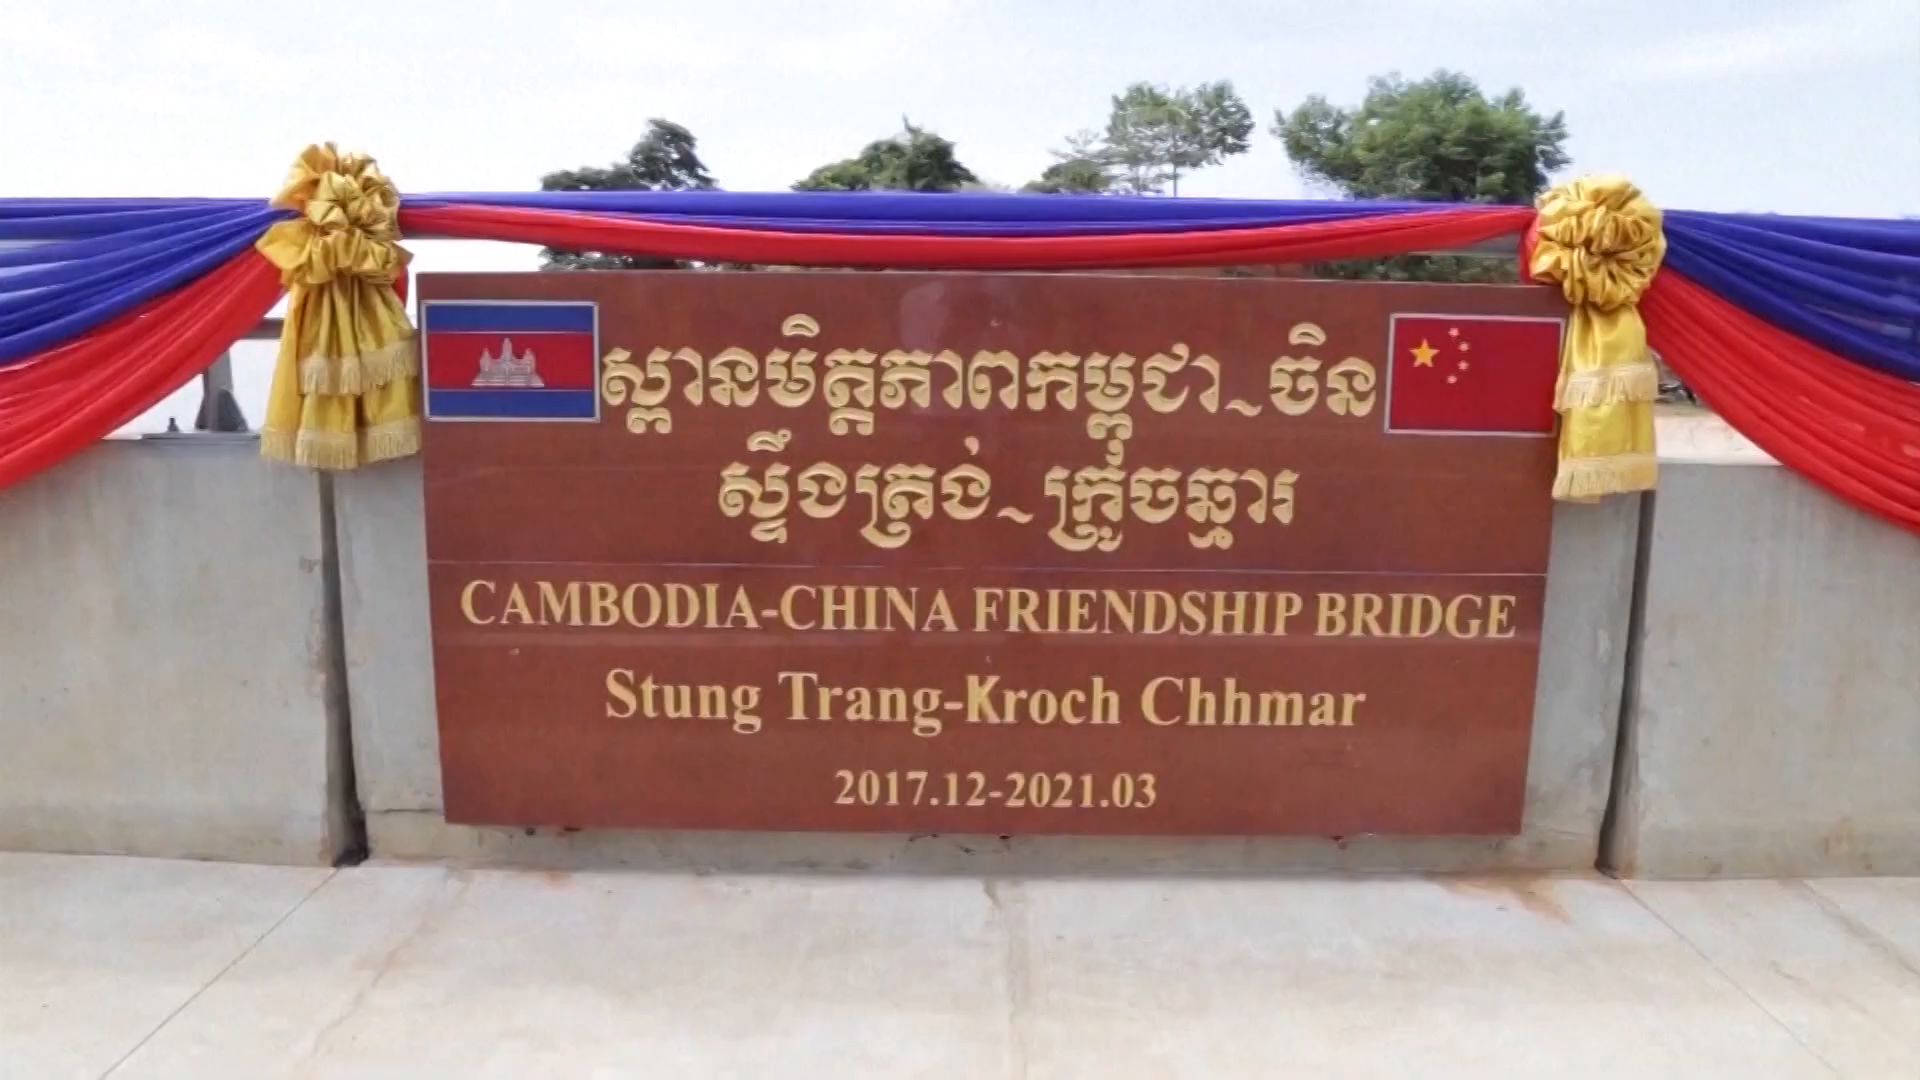 ស្ពានមិត្តភាពកម្ពុជា~ចិន
ស្ទឹងត្រង់~ក្រូចឆ្មារ
CAMBODIA-CHINA FRIENDSHIP BRIDGE
Stung Trang-Kroch Chhmar
2017.12-2021.03